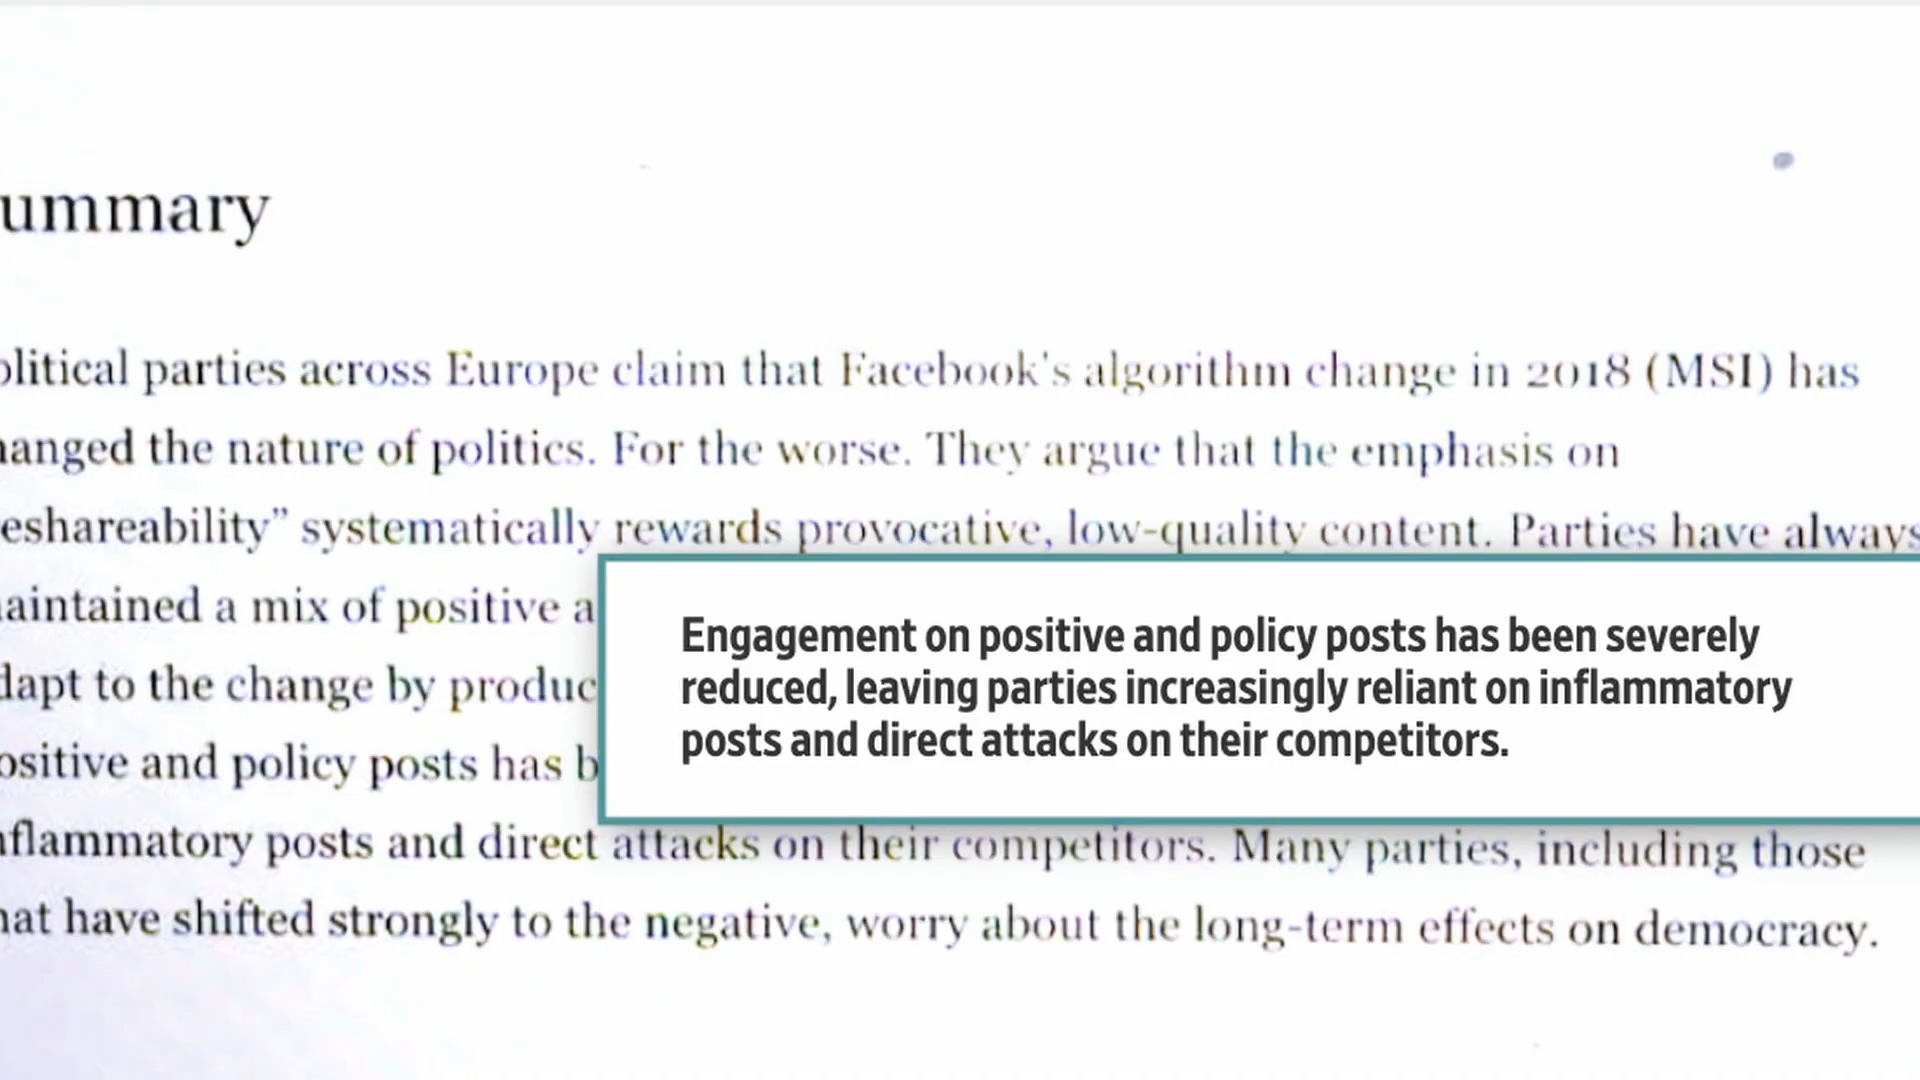 ummary
olitical parties across Europe claim that Facebook's algorithm change in 2018 (MSI) has
hanged the nature of politics. For the worse. They argue that the emphasis on
eshareability” systematically rewards provocative, low-quality content. Parties have always
aintained a mix of positive a
dapt to the change by produc
ositive and policy posts has b
Engagement on positive and policy posts has been severely
reduced, leaving parties increasingly reliant on inflammatory
posts and direct attacks on their competitors.
nflammatory posts and direct attacks on their competitors. Many parties, including those
hat have shifted strongly to the negative, worry about the long-term effects on democracy.